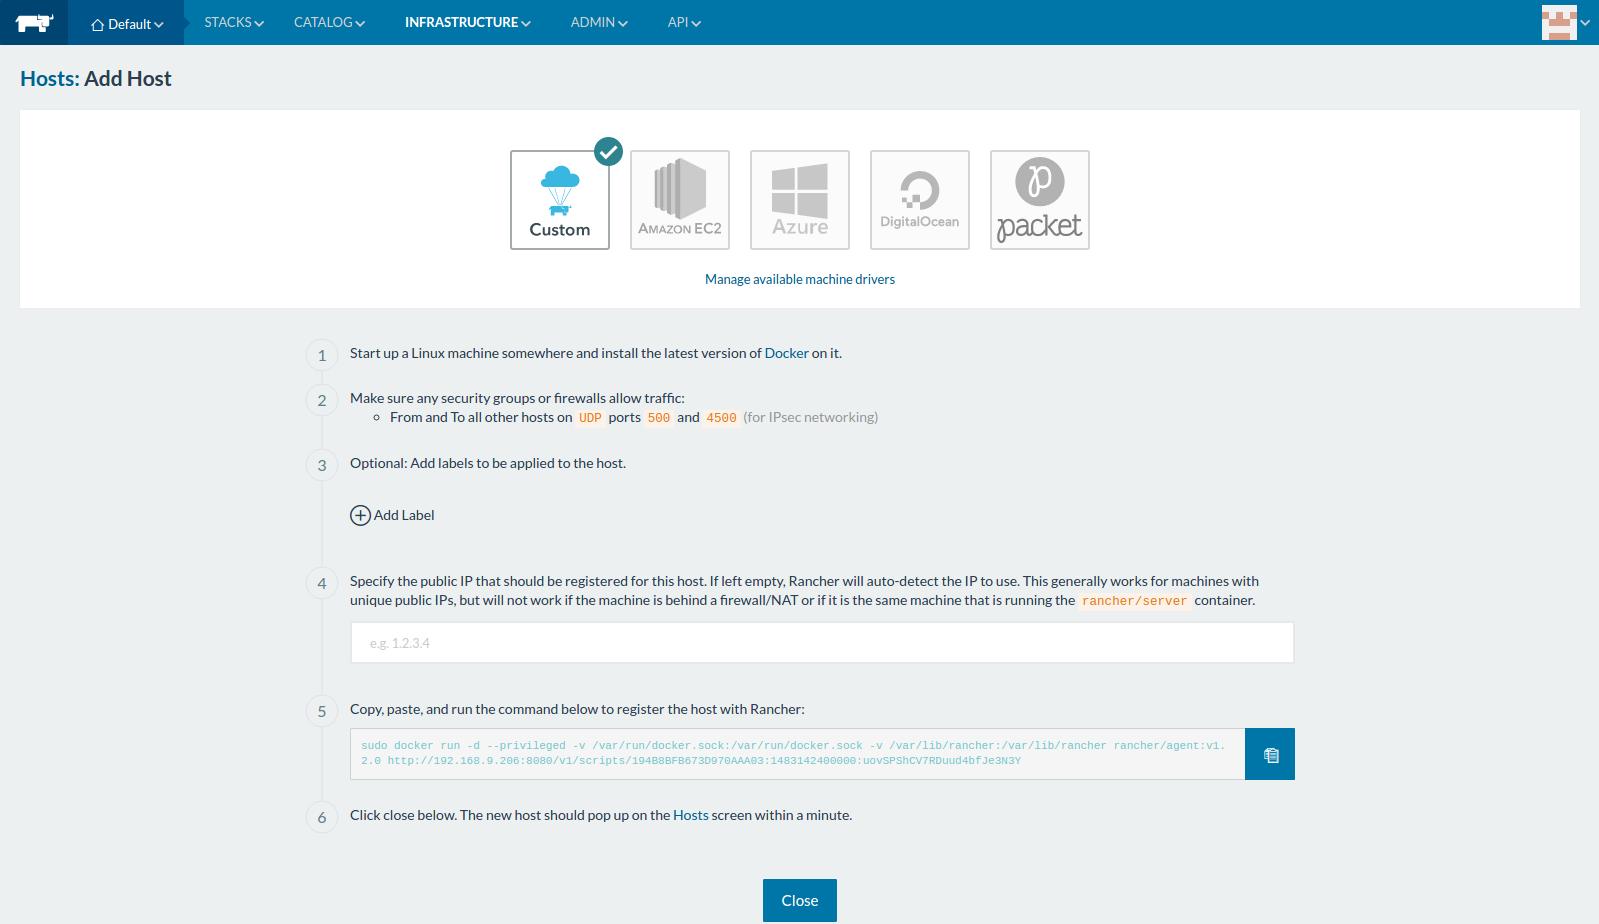 Default STACKS CATALOG INFRASTRUCTURE ADMIN API
Hosts: Add Host
Custom
AMAZON EC2
Azure
DigitalOcean
packet
Manage available machine drivers
1 Start up a Linux machine somewhere and install the latest version of Docker on it.
2 Make sure any security groups or firewalls allow traffic:
From and To all other hosts on UDP ports 500 and 4500 (for IPsec networking)
3 Optional: Add labels to be applied to the host.
Add Label
4 Specify the public IP that should be registered for this host. If left empty, Rancher will auto-detect the IP to use. This generally works for machines with
unique public IPs, but will not work if the machine is behind a firewall/NAT or if it is the same machine that is running the rancher/server container.
e.g. 1.2.3.4
5 Copy, paste, and run the command below to register the host with Rancher:
sudo docker run -d --privileged -v /var/run/docker.sock:/var/run/docker.sock -v /var/lib/rancher:/var/lib/rancher rancher/agent:v1.
2.0 http://192.168.9.206:8080/v1/scripts/194B8BFB673D970AAA03:1483142400000:uovSPShCV7RDuud4bfJe3N3Y
6 Click close below. The new host should pop up on the Hosts screen within a minute.
Close